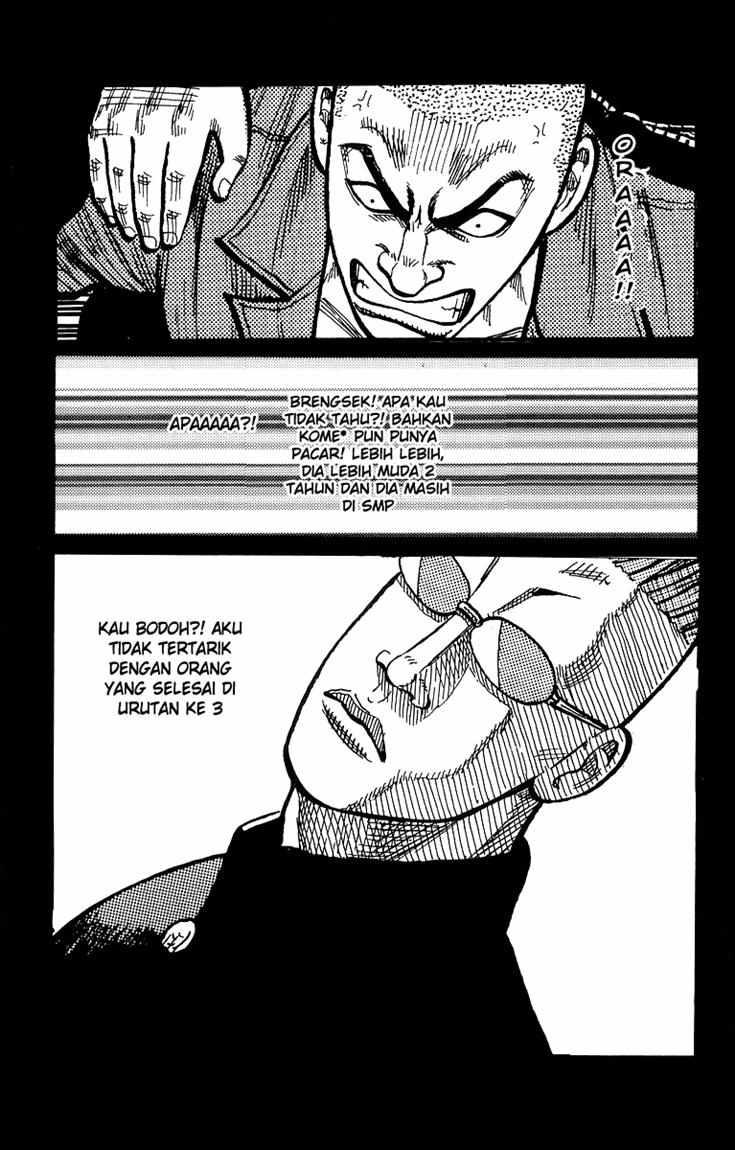 ORAAAA!!
APAAAAA?!
BRENGSEK! APA KAU
TIDAK TAHU?! BAHKAN
KOME* PUN PUNYA
PACAR! LEBIH LEBIH,
DIA LEBIH MUDA 2
TAHUN DAN DIA MASIH
DI SMP
KAU BODOH?! AKU
TIDAK TERTARIK
DENGAN ORANG
YANG SELESAI DI
URUTAN KE 3